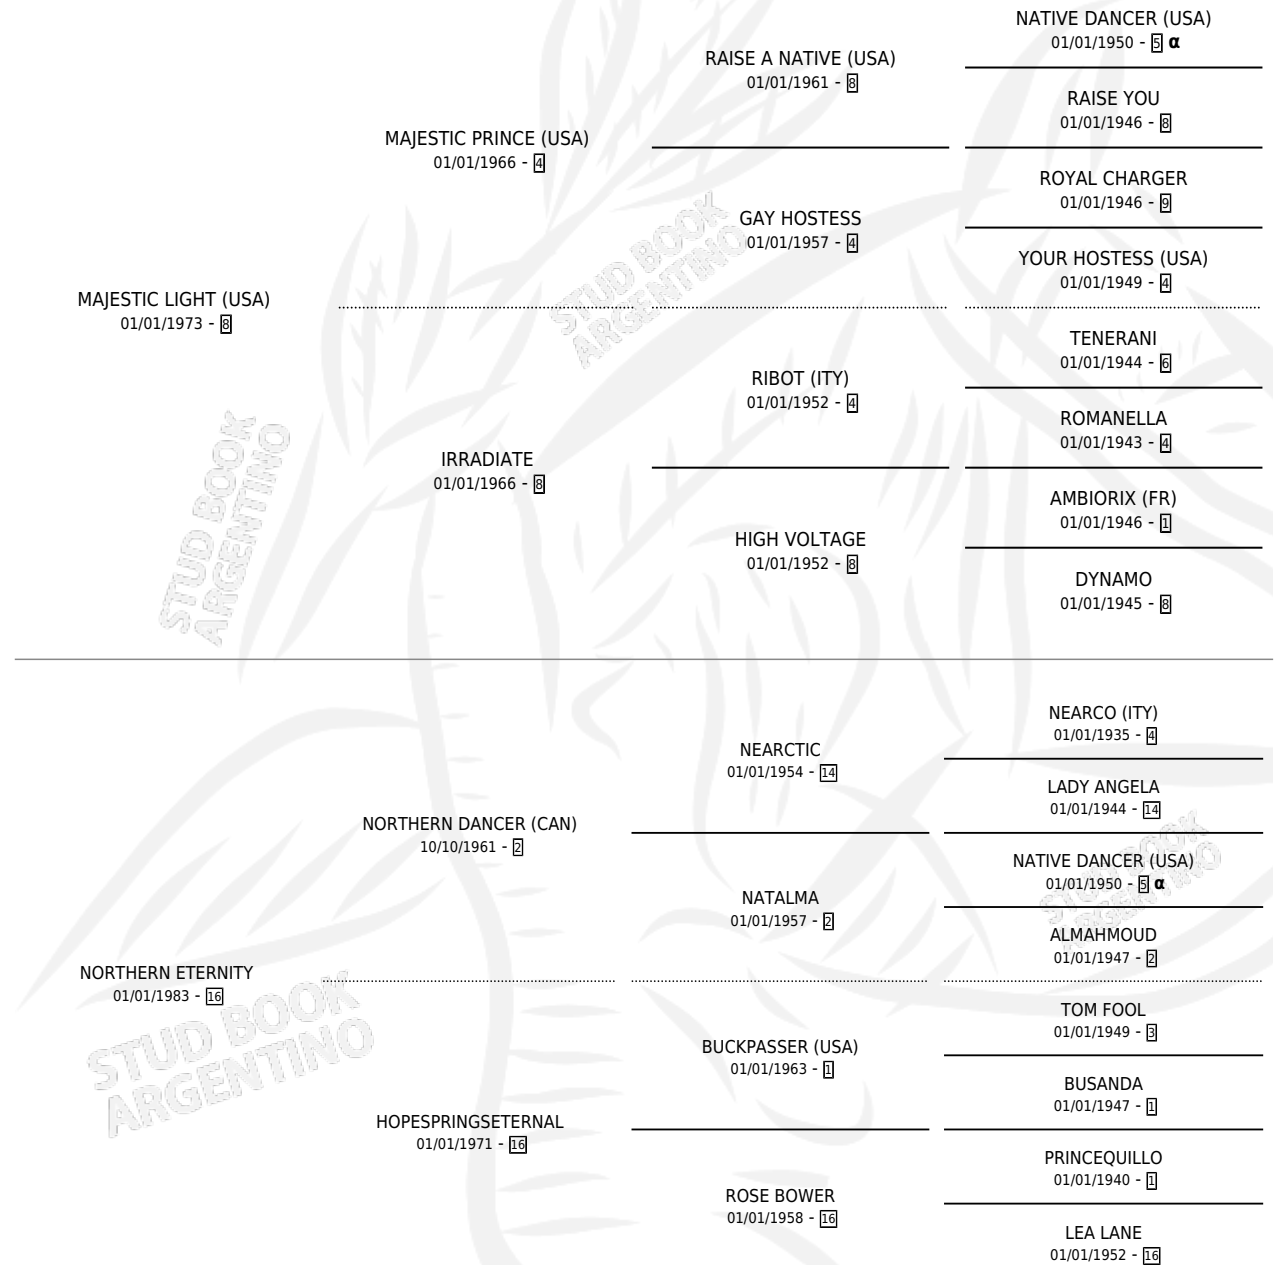 NATIVE DANCER (USA)
01/01/1950 - 5 α
RAISE A NATIVE (USA)
01/01/1961 - 8
RAISE YOU
01/01/1946 - 8
MAJESTIC PRINCE (USA)
01/01/1966 - 4
ROYAL CHARGER
01/01/1946 - 9
GAY HOSTESS
01/01/1957 - 4
YOUR HOSTESS (USA)
01/01/1949 - 4
MAJESTIC LIGHT (USA)
01/01/1973 - 8
TENERANI
01/01/1944 - 6
RIBOT (ITY)
01/01/1952 - 4
ROMANELLA
01/01/1943 - 4
IRRADIATE
01/01/1966 - 8
AMBIORIX (FR)
01/01/1946 - 1
HIGH VOLTAGE
01/01/1952 - 8
DYNAMO
01/01/1945 - 8
NEARCO (ITY)
01/01/1935 - 4
NEARCTIC
01/01/1954 - 14
LADY ANGELA
01/01/1944 - 14
NORTHERN DANCER (CAN)
10/10/1961 - 2
NATIVE DANCER (USA)
01/01/1950 - 5 α
NATALMA
01/01/1957 - 2
ALMAHMOUD
01/01/1947 - 2
NORTHERN ETERNITY
01/01/1983 - 16
TOM FOOL
01/01/1949 - 3
BUCKPASSER (USA)
01/01/1963 - 1
BUSANDA
01/01/1947 - 1
HOPESPRINGSETERNAL
01/01/1971 - 16
PRINCEQUILLO
01/01/1940 - 1
ROSE BOWER
01/01/1958 - 16
LEA LANE
01/01/1952 - 16
STUD BOOK
ARGENTINO
STUD BOOK
ARGENTINO
STUD BOOK
ARGENTINO
STUD BOOK
ARGENTINO